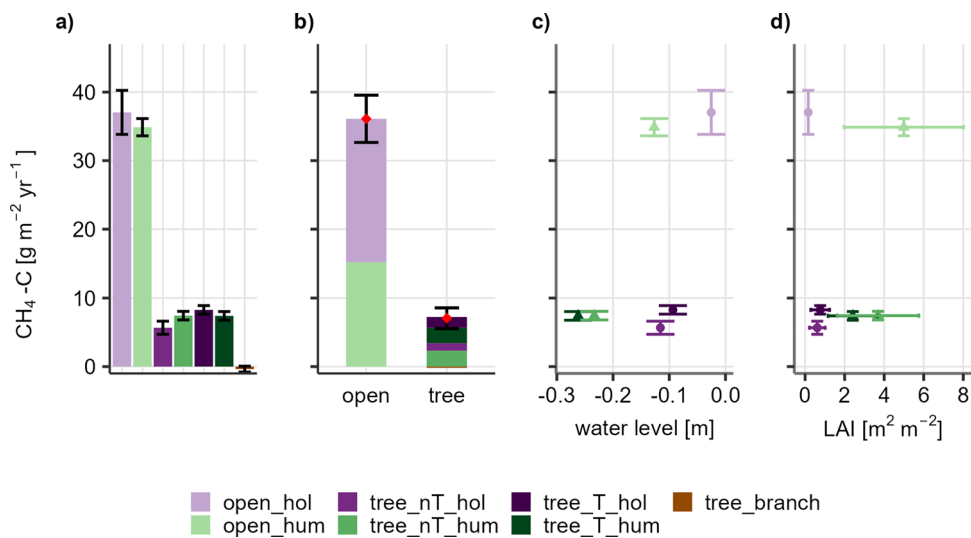 a) b) c) d)
CH4 -C [g m−2 yr−1]
40
30
20
10
0
open tree
-0.3 -0.2 -0.1 0.0
0 2 4 6 8
water level [m] LAI [m2 m−2]
open_hol tree_nT_hol tree_T_hol tree_branch
open_hum tree_nT_hum tree_T_hum